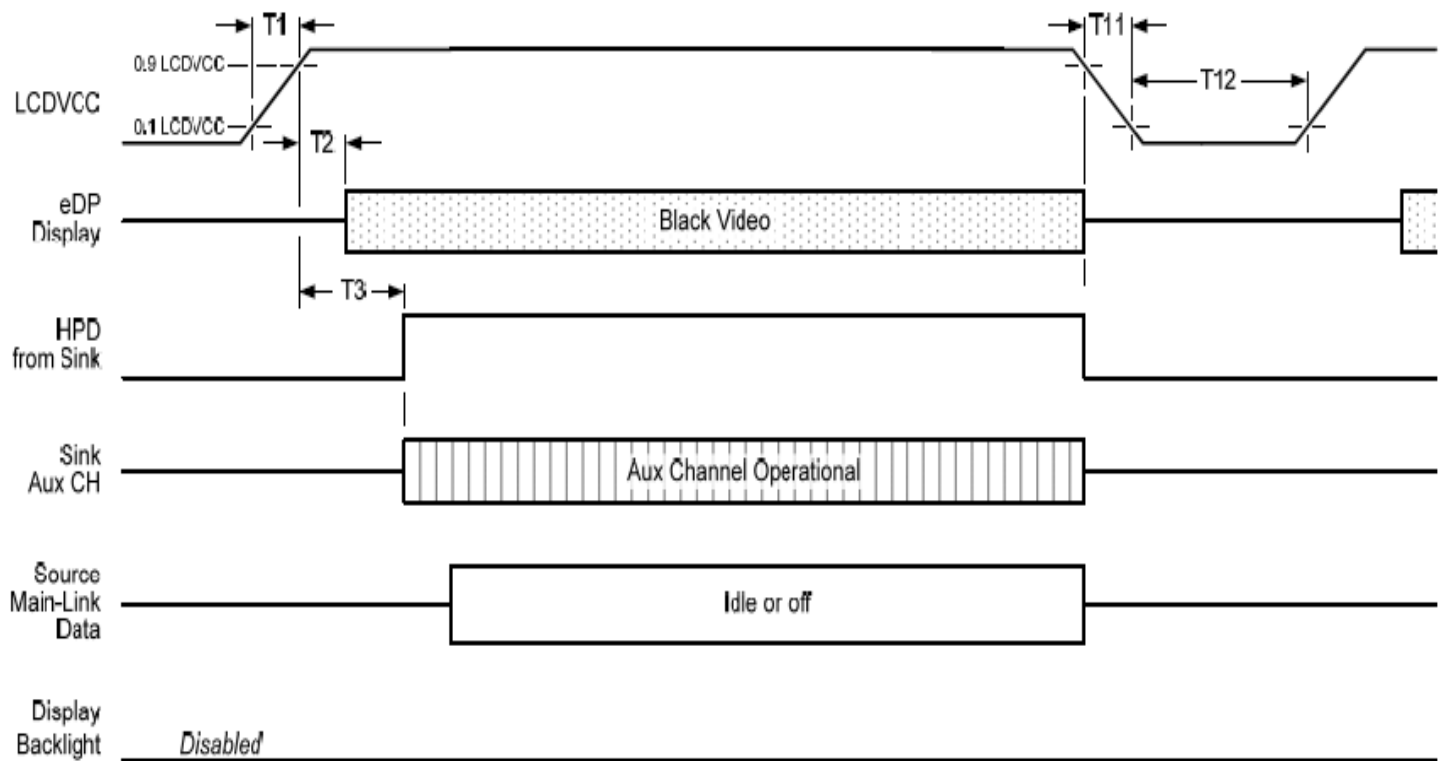 T1
T11
0.9 LCDVCC
LCDVCC
T12
0.1 LCDVCC
T2
eDP
Display
Black Video
T3
HPD
from Sink
Sink
Aux CH
Aux Channel Operational
Source
Main-Link
Data
Idle or off
Display
Backlight
Disabled